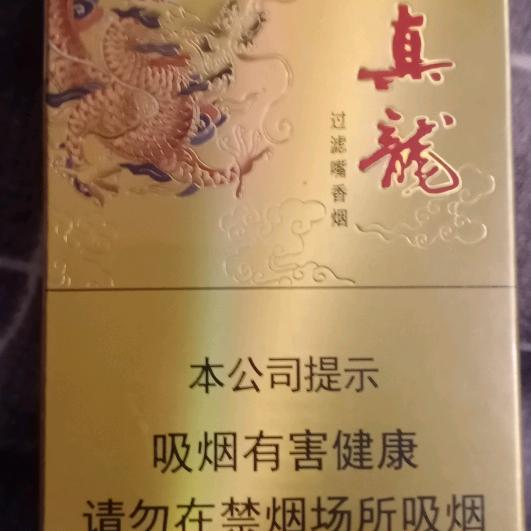 真龍
过滤嘴香烟
本公司提示
吸烟有害健康
请勿在禁烟场所吸烟